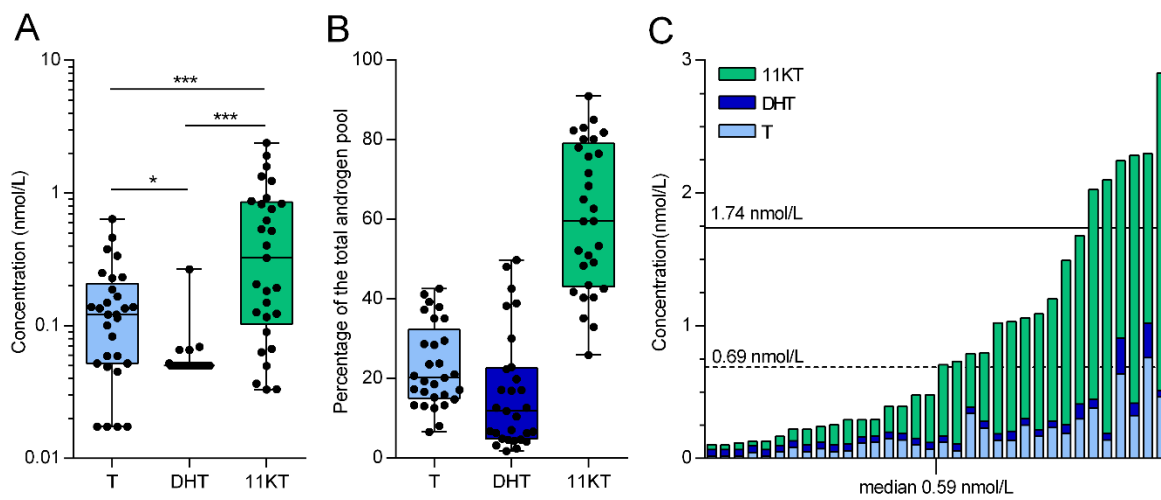 A
Concentration (nmol/L)
10
1
0.1
0.01
***
***
*
T DHT 11KT
B
Percentage of the total androgen pool
100
80
60
40
20
0
T DHT 11KT
C
Concentration(nmol/L)
3
2
1
0
11KT
DHT
T
1.74 nmol/L
0.69 nmol/L
median 0.59 nmol/L